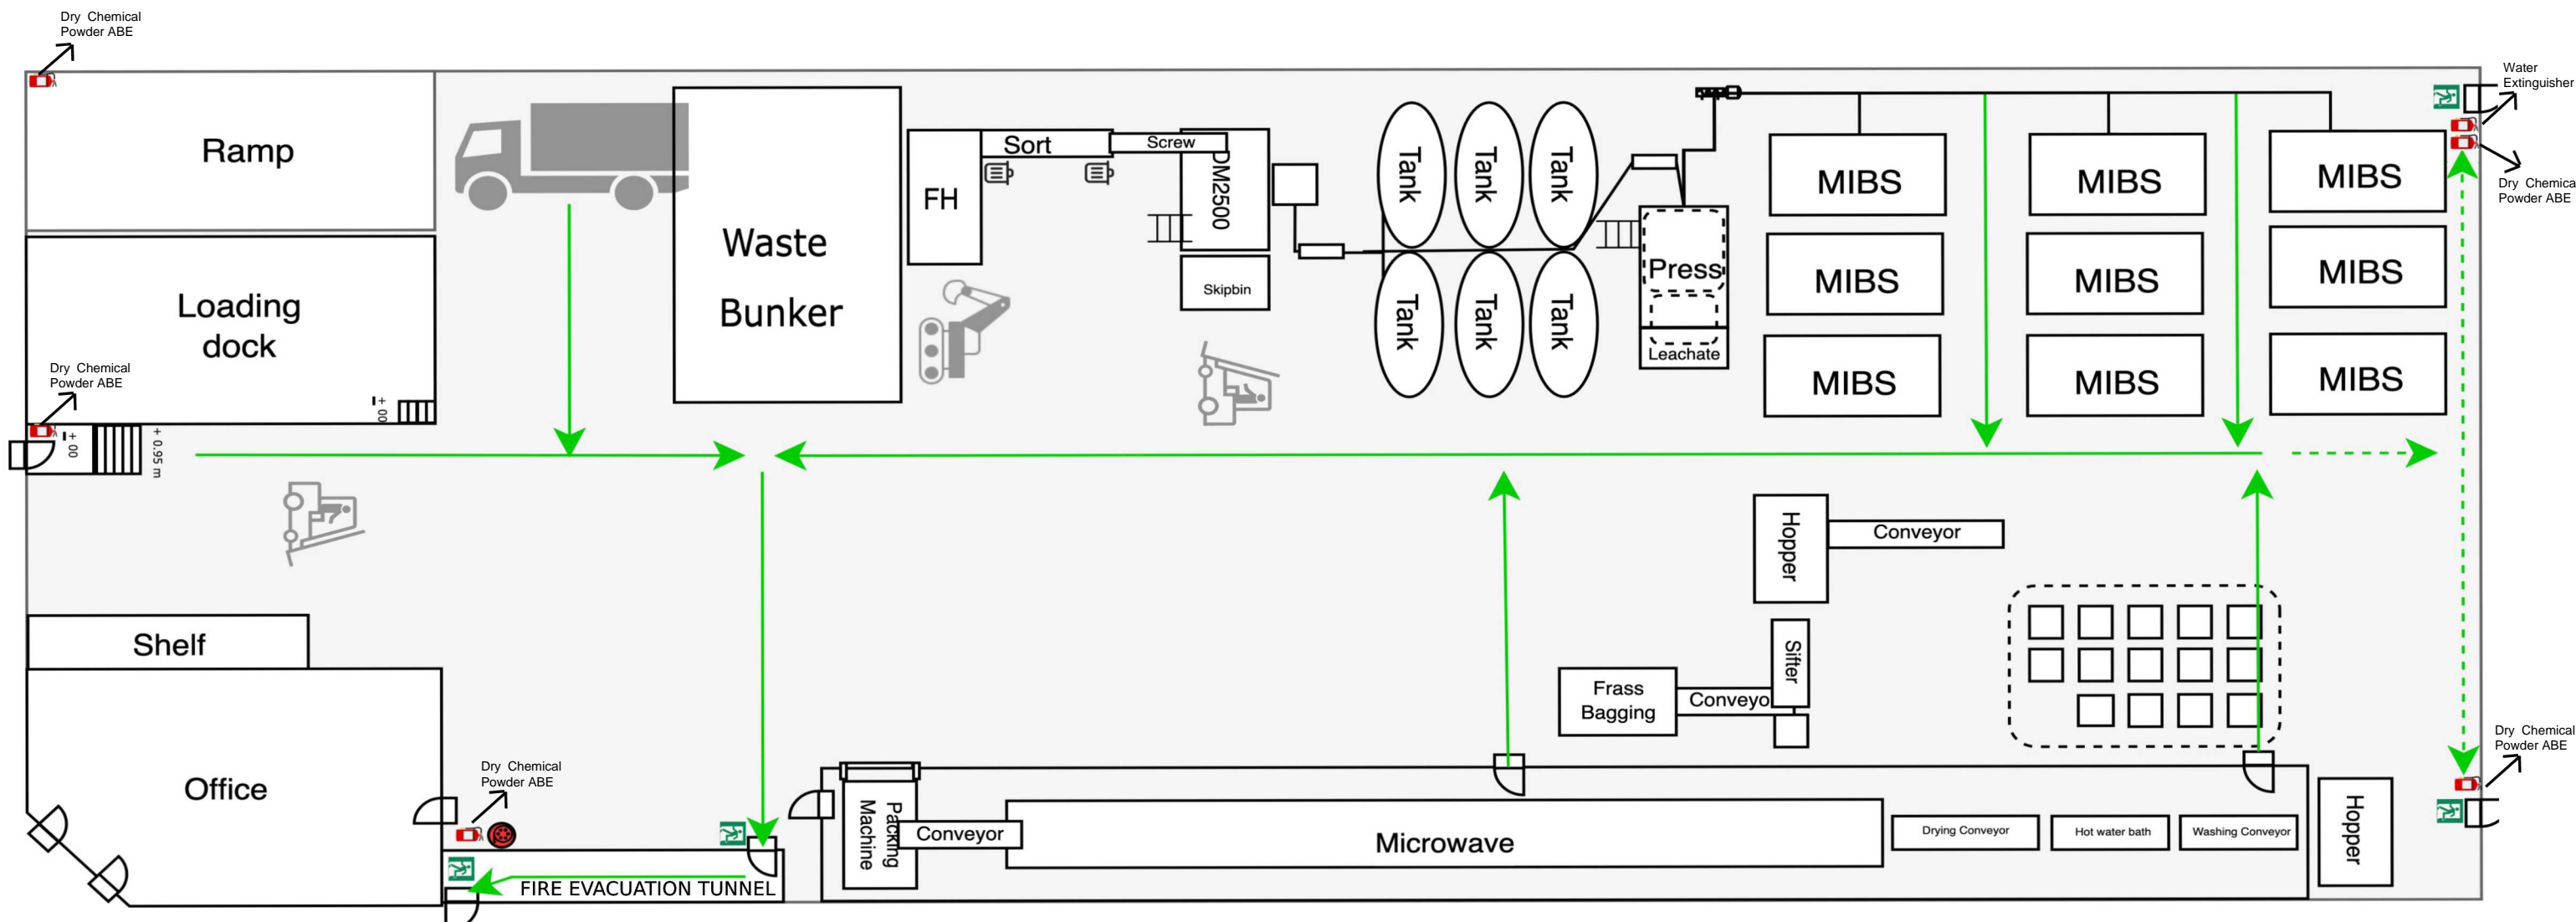 Dry Chemical
Powder ABE
Ramp
Loading
dock
Dry Chemical
Powder ABE
+ 00
+ 00
+ 0.95 m
Waste
Bunker
FH
Sort
Screw
DM2500
Skipbin
Tank
Tank
Tank
Tank
Tank
Tank
Press
Leachate
MIBS
MIBS
MIBS
MIBS
MIBS
MIBS
MIBS
MIBS
MIBS
Water
Extinguisher
Dry Chemica
Powder ABE
Hopper
Conveyor
Sifter
Frass
Bagging
Conveyo
Shelf
Office
Dry Chemical
Powder ABE
FIRE EVACUATION TUNNEL
Packing
Machine
Conveyor
Microwave
Drying Conveyor
Hot water bath
Washing Conveyor
Hopper
Dry Chemical
Powder ABE